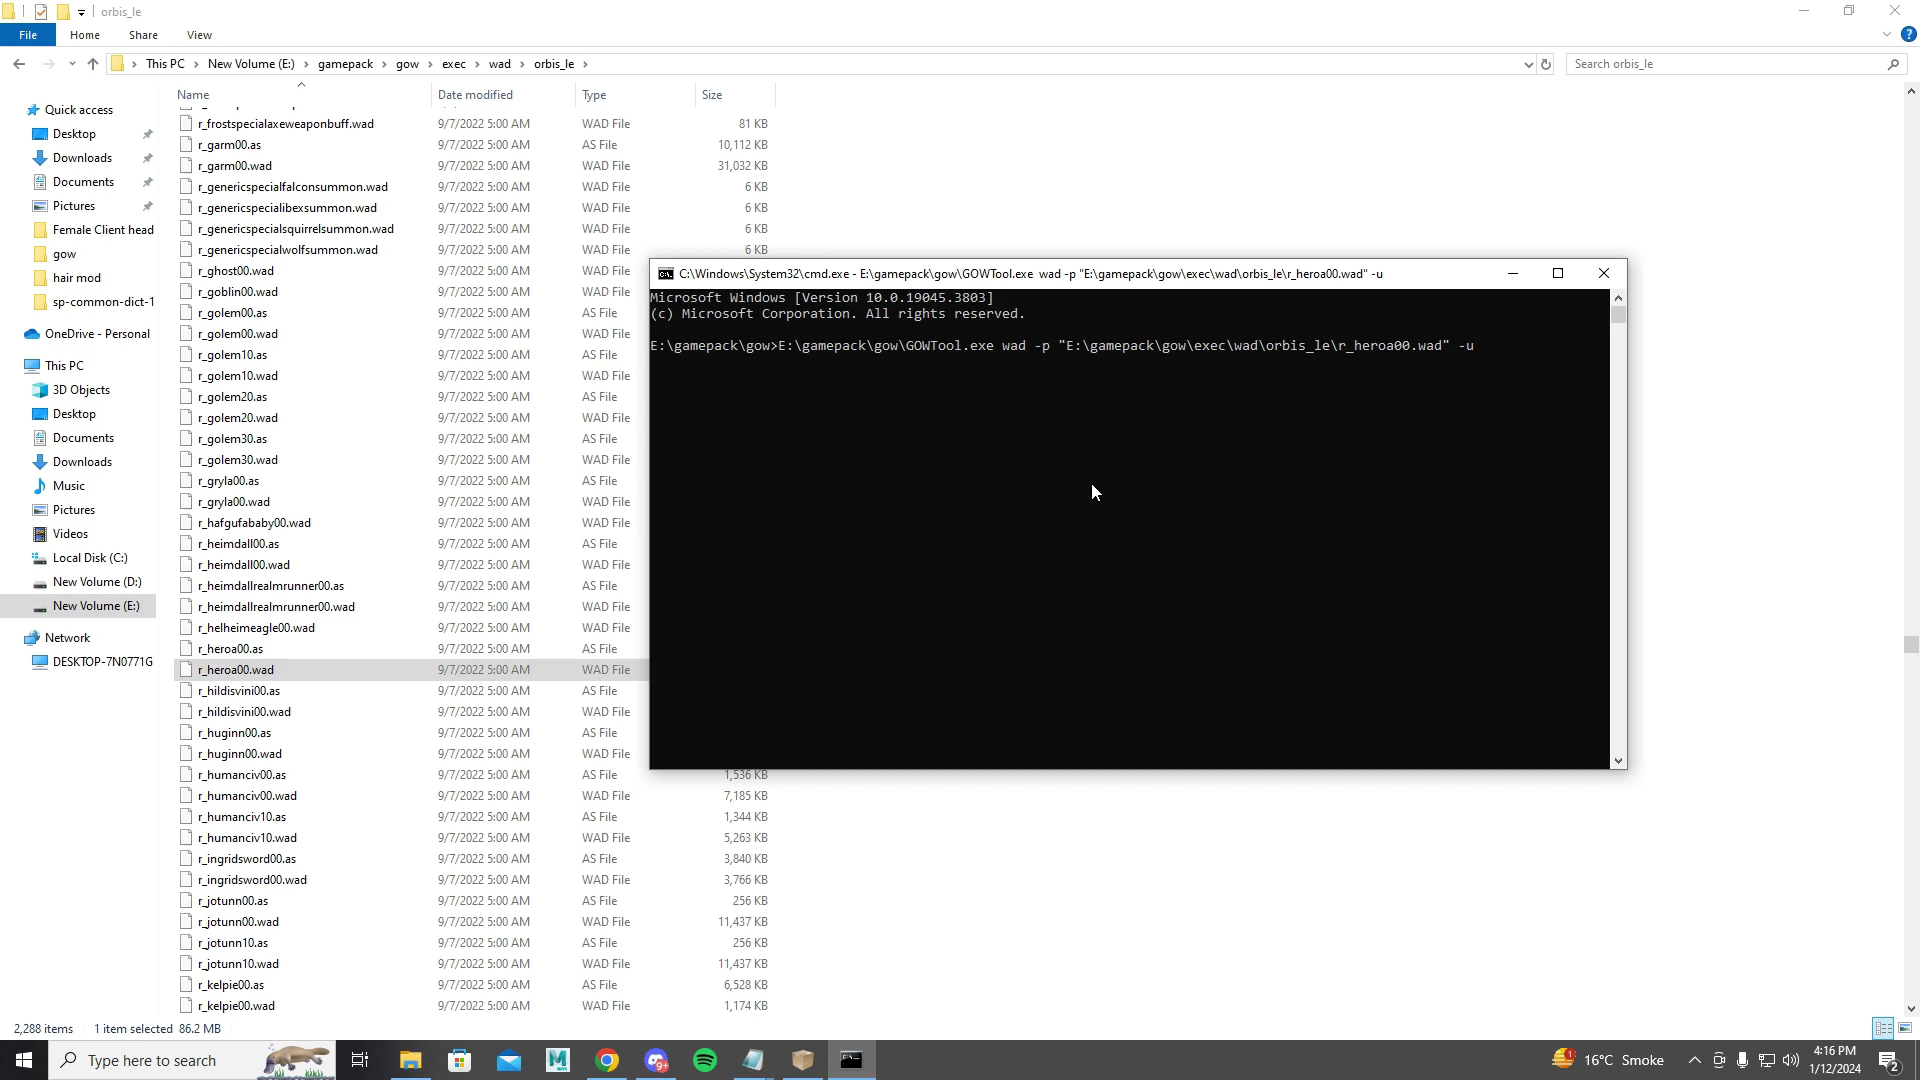 orbis_le
File Home Share View
This PC New Volume (E:) gamepack gow exec wad orbis_le
Search orbis_le
Name Date modified Type Size
Quick access
Desktop
Downloads
Documents
Pictures
Female Client head
gow
hair mod
sp-common-dict-1
OneDrive - Personal
This PC
3D Objects
Desktop
Documents
Downloads
Music
Pictures
Videos
Local Disk (C:)
New Volume (D:)
New Volume (E:)
Network
DESKTOP-7N0771G
r_frostspecialaxeweaponbuff.wad 9/7/2022 5:00 AM WAD File 81 KB
r_garm00.as 9/7/2022 5:00 AM AS File 10,112 KB
r_garm00.wad 9/7/2022 5:00 AM WAD File 31,032 KB
r_genericspecialfalconsummon.wad 9/7/2022 5:00 AM WAD File 6 KB
r_genericspecialibexsummon.wad 9/7/2022 5:00 AM WAD File 6 KB
r_genericspecialsquirrelsummon.wad 9/7/2022 5:00 AM WAD File 6 KB
r_genericspecialwolfsummon.wad 9/7/2022 5:00 AM WAD File 6 KB
r_ghost00.wad 9/7/2022 5:00 AM WAD File
r_goblin00.wad 9/7/2022 5:00 AM WAD File
r_golem00.as 9/7/2022 5:00 AM AS File
r_golem00.wad 9/7/2022 5:00 AM WAD File
r_golem10.as 9/7/2022 5:00 AM AS File
r_golem10.wad 9/7/2022 5:00 AM WAD File
r_golem20.as 9/7/2022 5:00 AM AS File
r_golem20.wad 9/7/2022 5:00 AM WAD File
r_golem30.as 9/7/2022 5:00 AM AS File
r_golem30.wad 9/7/2022 5:00 AM WAD File
r_gryla00.as 9/7/2022 5:00 AM AS File
r_gryla00.wad 9/7/2022 5:00 AM WAD File
r_hafgufababy00.wad 9/7/2022 5:00 AM WAD File
r_heimdall00.as 9/7/2022 5:00 AM AS File
r_heimdall00.wad 9/7/2022 5:00 AM WAD File
r_heimdallrealmrunner00.as 9/7/2022 5:00 AM AS File
r_heimdallrealmrunner00.wad 9/7/2022 5:00 AM WAD File
r_helheimeagle00.wad 9/7/2022 5:00 AM WAD File
r_heroa00.as 9/7/2022 5:00 AM AS File
r_heroa00.wad 9/7/2022 5:00 AM WAD File
r_hildisvini00.as 9/7/2022 5:00 AM AS File
r_hildisvini00.wad 9/7/2022 5:00 AM WAD File
r_huginn00.as 9/7/2022 5:00 AM AS File
r_huginn00.wad 9/7/2022 5:00 AM WAD File
r_humanciv00.as 9/7/2022 5:00 AM AS File 1,536 KB
r_humanciv00.wad 9/7/2022 5:00 AM WAD File 7,185 KB
r_humanciv10.as 9/7/2022 5:00 AM AS File 1,344 KB
r_humanciv10.wad 9/7/2022 5:00 AM WAD File 5,263 KB
r_ingridsword00.as 9/7/2022 5:00 AM AS File 3,840 KB
r_ingridsword00.wad 9/7/2022 5:00 AM WAD File 3,766 KB
r_jotunn00.as 9/7/2022 5:00 AM AS File 256 KB
r_jotunn00.wad 9/7/2022 5:00 AM WAD File 11,437 KB
r_jotunn10.as 9/7/2022 5:00 AM AS File 256 KB
r_jotunn10.wad 9/7/2022 5:00 AM WAD File 11,437 KB
r_kelpie00.as 9/7/2022 5:00 AM AS File 6,528 KB
r_kelpie00.wad 9/7/2022 5:00 AM WAD File 1,174 KB
C:\Windows\System32\cmd.exe - E:\gamepack\gow\GOWTool.exe wad -p "E:\gamepack\gow\exec\wad\orbis_le\r_heroa00.wad" -u
Microsoft Windows [Version 10.0.19045.3803]
(c) Microsoft Corporation. All rights reserved.
E:\gamepack\gow>E:\gamepack\gow\GOWTool.exe wad -p "E:\gamepack\gow\exec\wad\orbis_le\r_heroa00.wad" -u
2,288 items 1 item selected 86.2 MB
Type here to search
16°C Smoke
4:16 PM
1/12/2024